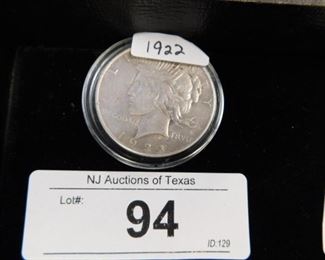 1922
NJ Auctions of Texas
Lot#:
94
ID:129